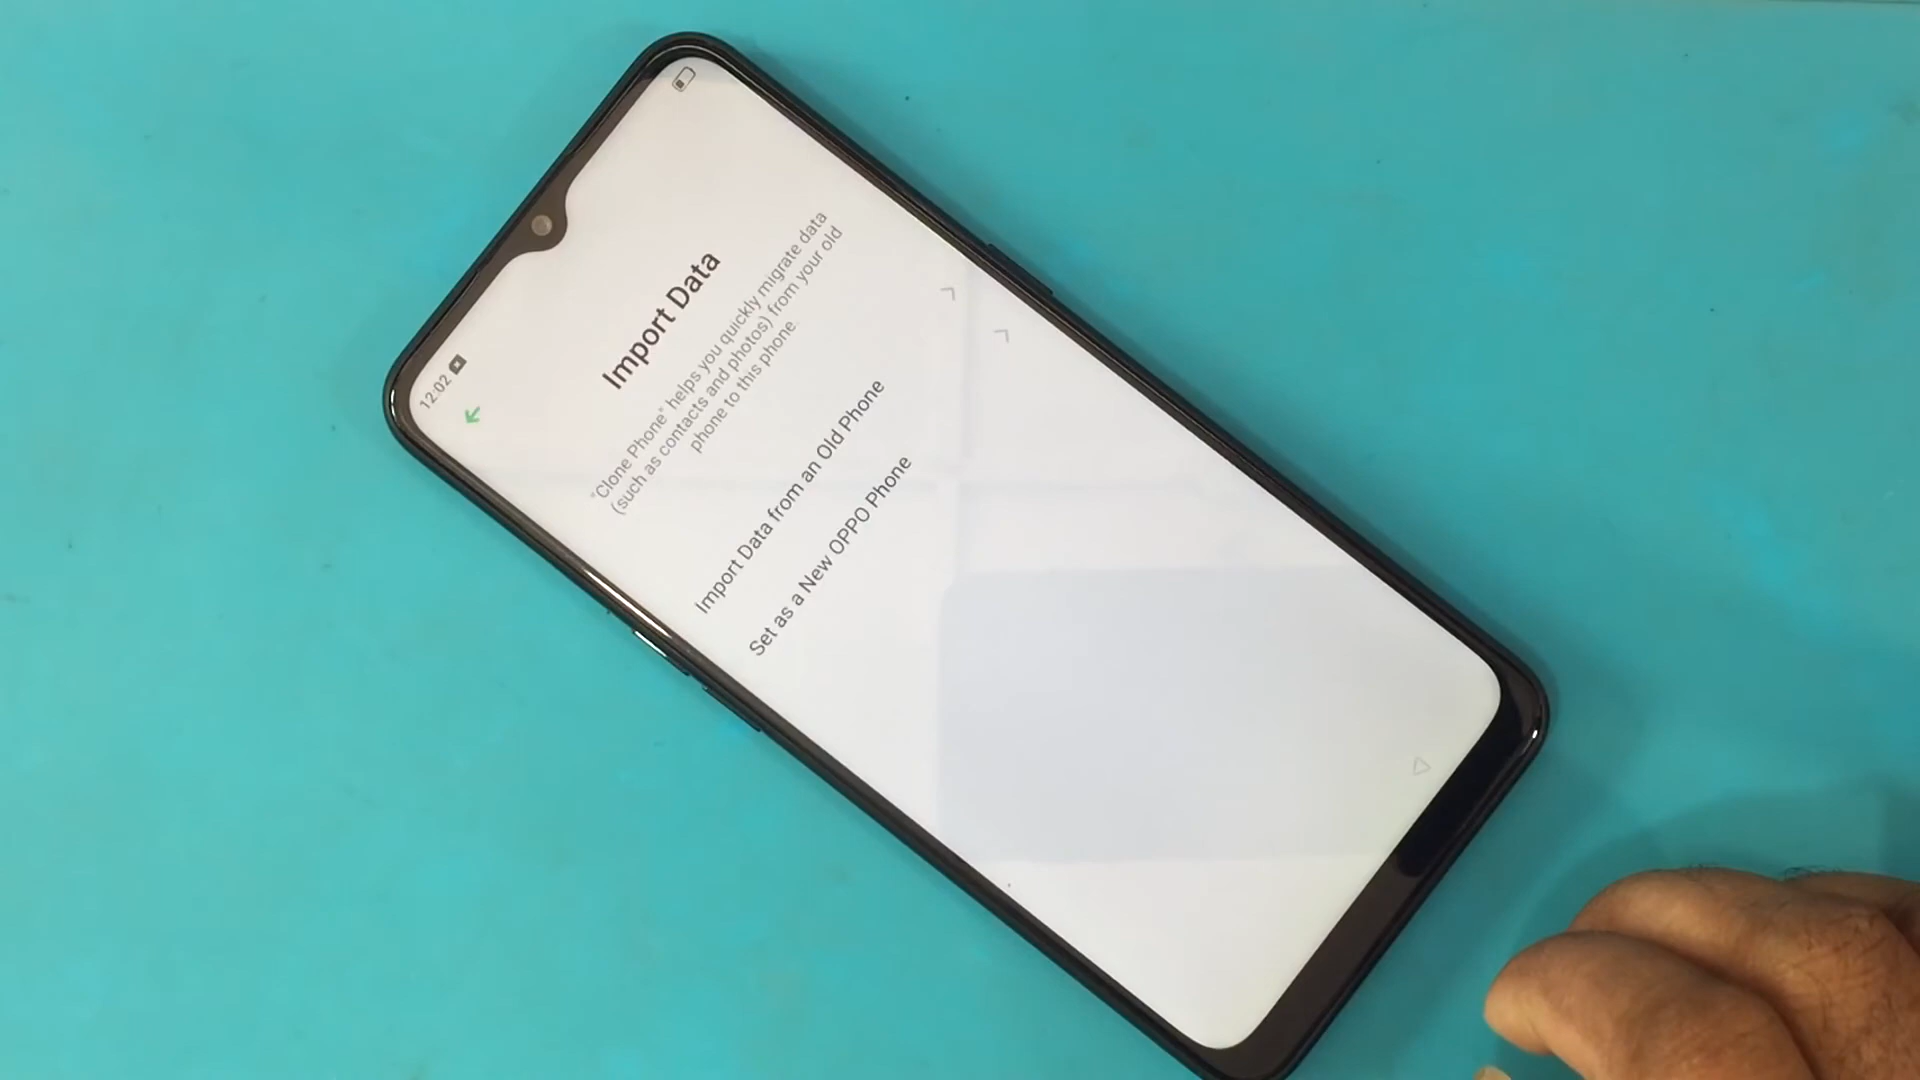 12:02
Import Data
"Clone Phone" helps you quickly migrate data
(such as contacts and photos) from your old
phone to this phone.
Import Data from an Old Phone
Set as a New OPPO Phone